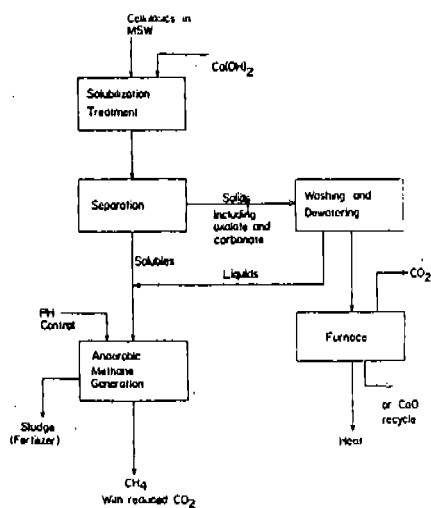 Cellulosics in
MSW
Ca(OH)2
Solubilization
Treatment
Separation
Solids
including
oxalate and
carbonate
Washing and
Dewatering
Solubles
Liquids
CO2
PH
Control
Furnace
Anaerobic
Methane
Generation
Sludge
(Fertilizer)
or CaO
recycle
Heat
CH4
With reduced CO2